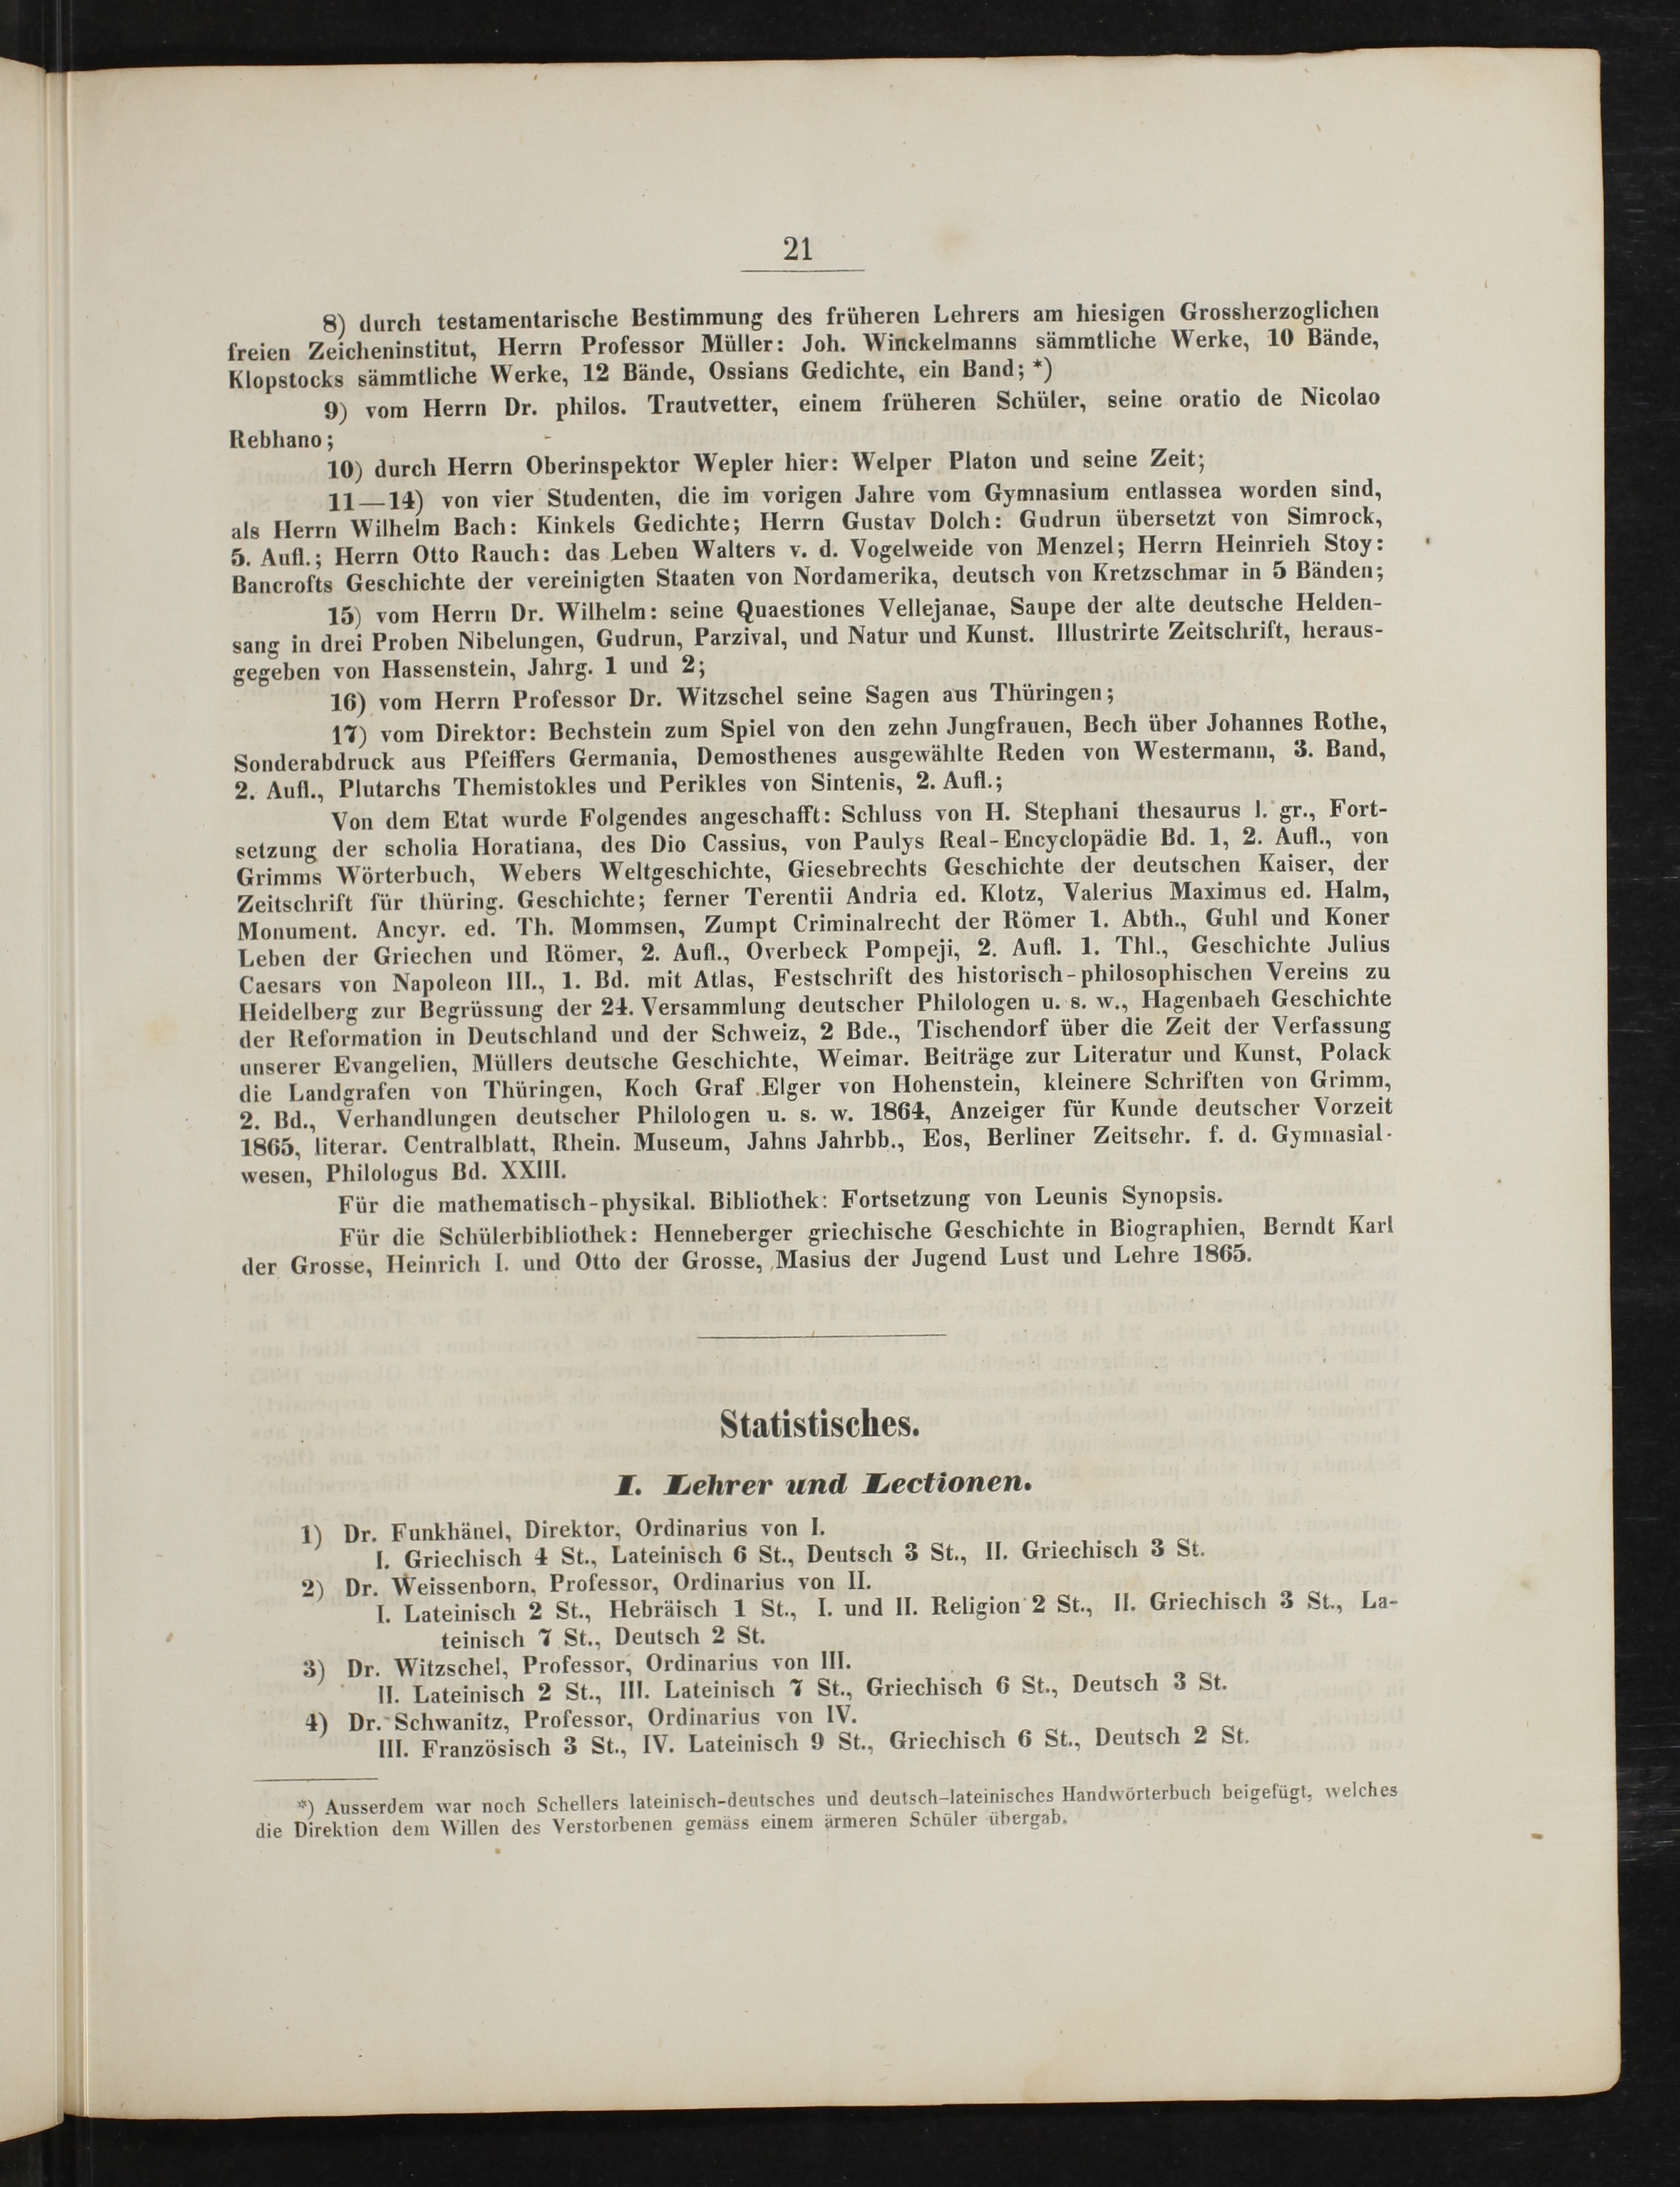 21
8) durch testamentarische Bestimmung des früheren Lehrers am hiesigen Grossherzoglichen
freien Zeicheninstitut, Herrn Professor Müller: Joh. Winckelmanns sämmtliche Werke, 10 Bände,
Klopstocks sämmtliche Werke, 12 Bände, Ossians Gedichte, ein Band; *)
9) vom Herrn Dr. philos. Trautvetter, einem früheren Schüler, seine oratio de Nicolao
Rebhano;
10) durch Herrn Oberinspektor Wepler hier: Welper Platon und seine Zeit;
11—14) von vier Studenten, die im vorigen Jahre vom Gymnasium entlassea worden sind,
als Herrn Wilhelm Bach: Kinkels Gedichte; Herrn Gustav Dolch: Gudrun übersetzt von Simrock,
5. Aufl.; Herrn Otto Rauch: das Leben Walters v. d. Vogelweide von Menzel; Herrn Heinrieh Stoy:
Bancrofts Geschichte der vereinigten Staaten von Nordamerika, deutsch von Kretzschmar in 5 Bänden;
15) vom Herrn Dr. Wilhelm: seine Quaestiones Vellejanae, Saupe der alte deutsche Helden-
sang in drei Proben Nibelungen, Gudrun, Parzival, und Natur und Kunst. Illustrirte Zeitschrift, heraus-
gegeben von Hassenstein, Jahrg. 1 und 2;
16) vom Herrn Professor Dr. Witzschel seine Sagen aus Thüringen;
17) vom Direktor: Bechstein zum Spiel von den zehn Jungfrauen, Bech über Johannes Rothe,
Sonderabdruck aus Pfeiffers Germania, Demosthenes ausgewählte Reden von Westermann, 3. Band,
2. Aufl., Plutarchs Themistokles und Perikles von Sintenis, 2. Aufl.;
Von dem Etat wurde Folgendes angeschafft: Schluss von H. Stephani thesaurus l. gr., Fort-
setzung der scholia Horatiana, des Dio Cassius, von Paulys Real-Encyclopädie Bd. 1, 2. Aufl., von
Grimms Wörterbuch, Webers Weltgeschichte, Giesebrechts Geschichte der deutschen Kaiser, der
Zeitschrift für thüring. Geschichte; ferner Terentii Andria ed. Klotz, Valerius Maximus ed. Halm,
Monument. Ancyr. ed. Th. Mommsen, Zumpt Criminalrecht der Römer 1. Abth., Guhl und Koner
Leben der Griechen und Römer, 2. Aufl., Overbeck Pompeji, 2. Aufl. 1. Thl., Geschichte Julius
Caesars von Napoleon III., 1. Bd. mit Atlas, Festschrift des historisch-philosophischen Vereins zu
Heidelberg zur Begrüssung der 24. Versammlung deutscher Philologen u. s. w., Hagenbaeh Geschichte
der Reformation in Deutschland und der Schweiz, 2 Bde., Tischendorf über die Zeit der Verfassung
unserer Evangelien, Müllers deutsche Geschichte, Weimar. Beiträge zur Literatur und Kunst, Polack
die Landgrafen von Thüringen, Koch Graf Elger von Hohenstein, kleinere Schriften von Grimm,
2. Bd., Verhandlungen deutscher Philologen u. s. w. 1864, Anzeiger für Kunde deutscher Vorzeit
1865, literar. Centralblatt, Rhein. Museum, Jahns Jahrbb., Eos, Berliner Zeitschr. f. d. Gymnasial-
wesen, Philologus Bd. XXIII.
Für die mathematisch-physikal. Bibliothek: Fortsetzung von Leunis Synopsis.
Für die Schülerbibliothek: Henneberger griechische Geschichte in Biographien, Berndt Karl
der Grosse, Heinrich I. und Otto der Grosse, Masius der Jugend Lust und Lehre 1865.
Statistisches.
I. Lehrer und Lectionen.
1) Dr. Funkhänel, Direktor, Ordinarius von I.
I. Griechisch 4 St., Lateinisch 6 St., Deutsch 3 St., II. Griechisch 3 St.
2) Dr. Weissenborn, Professor, Ordinarius von II.
I. Lateinisch 2 St., Hebräisch 1 St., I. und II. Religion 2 St., II. Griechisch 3 St., La-
teinisch 7 St., Deutsch 2 St.
3) Dr. Witzschel, Professor, Ordinarius von III.
II. Lateinisch 2 St., III. Lateinisch 7 St., Griechisch 6 St., Deutsch 3 St.
4) Dr. Schwanitz, Professor, Ordinarius von IV.
III. Französisch 3 St., IV. Lateinisch 9 St., Griechisch 6 St., Deutsch 2 St.
*) Ausserdem war noch Schellers lateinisch-deutsches und deutsch-lateinisches Handwörterbuch beigefügt, welches
die Direktion dem Willen des Verstorbenen gemäss einem ärmeren Schüler übergab.